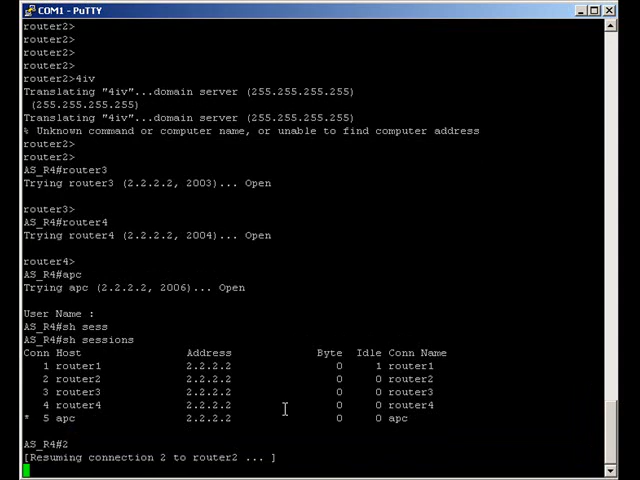 COM1 - PuTTY
router2>
router2>
router2>
router2>
router2>4iv
Translating "4iv"...domain server (255.255.255.255)
 (255.255.255.255)
Translating "4iv"...domain server (255.255.255.255)
% Unknown command or computer name, or unable to find computer address
router2>
router2>
AS_R4#router3
Trying router3 (2.2.2.2, 2003)... Open
router3>
AS_R4#router4
Trying router4 (2.2.2.2, 2004)... Open
router4>
AS_R4#apc
Trying apc (2.2.2.2, 2006)... Open
User Name :
AS_R4#sh sess
AS_R4#sh sessions
Conn Host                Address             Byte  Idle Conn Name
   1 router1             2.2.2.2                0     1 router1
   2 router2             2.2.2.2                0     0 router2
   3 router3             2.2.2.2                0     0 router3
   4 router4             2.2.2.2                0     0 router4
*  5 apc                 2.2.2.2                0     0 apc
AS_R4#2
[Resuming connection 2 to router2 ... ]